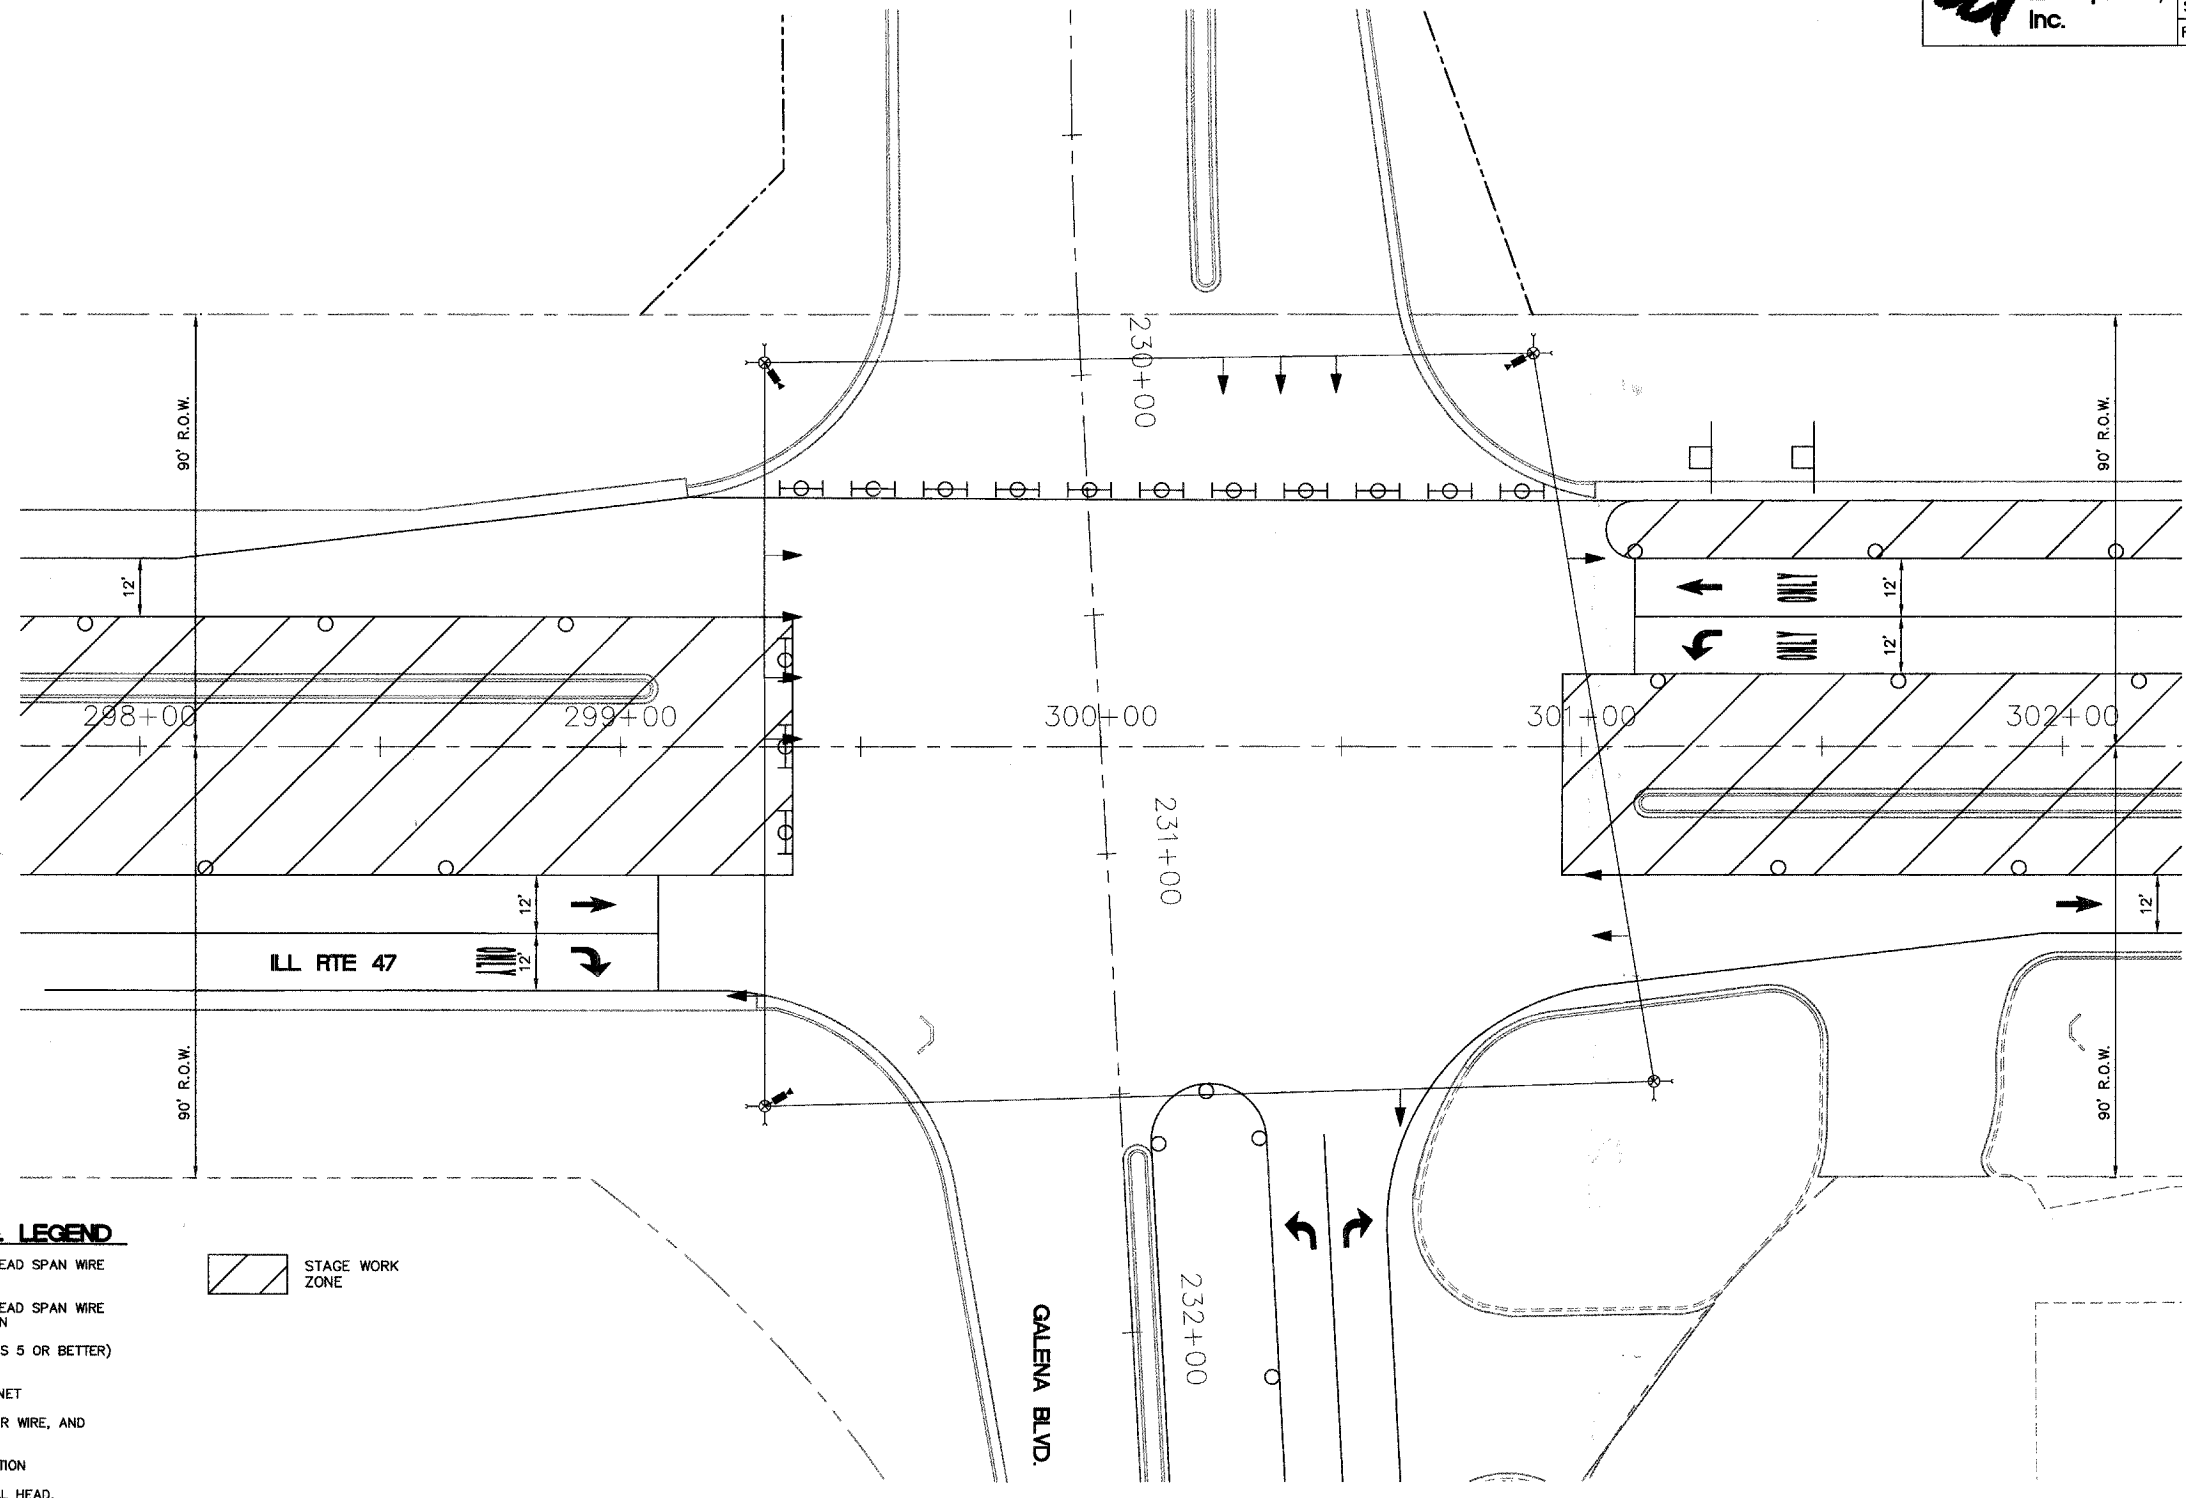 Inc.
230+00
90' R.O.W.
90' R.O.W.
12'
ONLY
12'
ONLY
12'
298+00
299+00
300+00
301+00
302+00
231+00
12'
12'
ILL RTE 47
ONLY
12'
90' R.O.W.
90' R.O.W.
LEGEND
EAD SPAN WIRE
STAGE WORK
ZONE
EAD SPAN WIRE
N
S 5 OR BETTER)
NET
R WIRE, AND
TION
L HEAD.
232+00
GALENA BLVD.